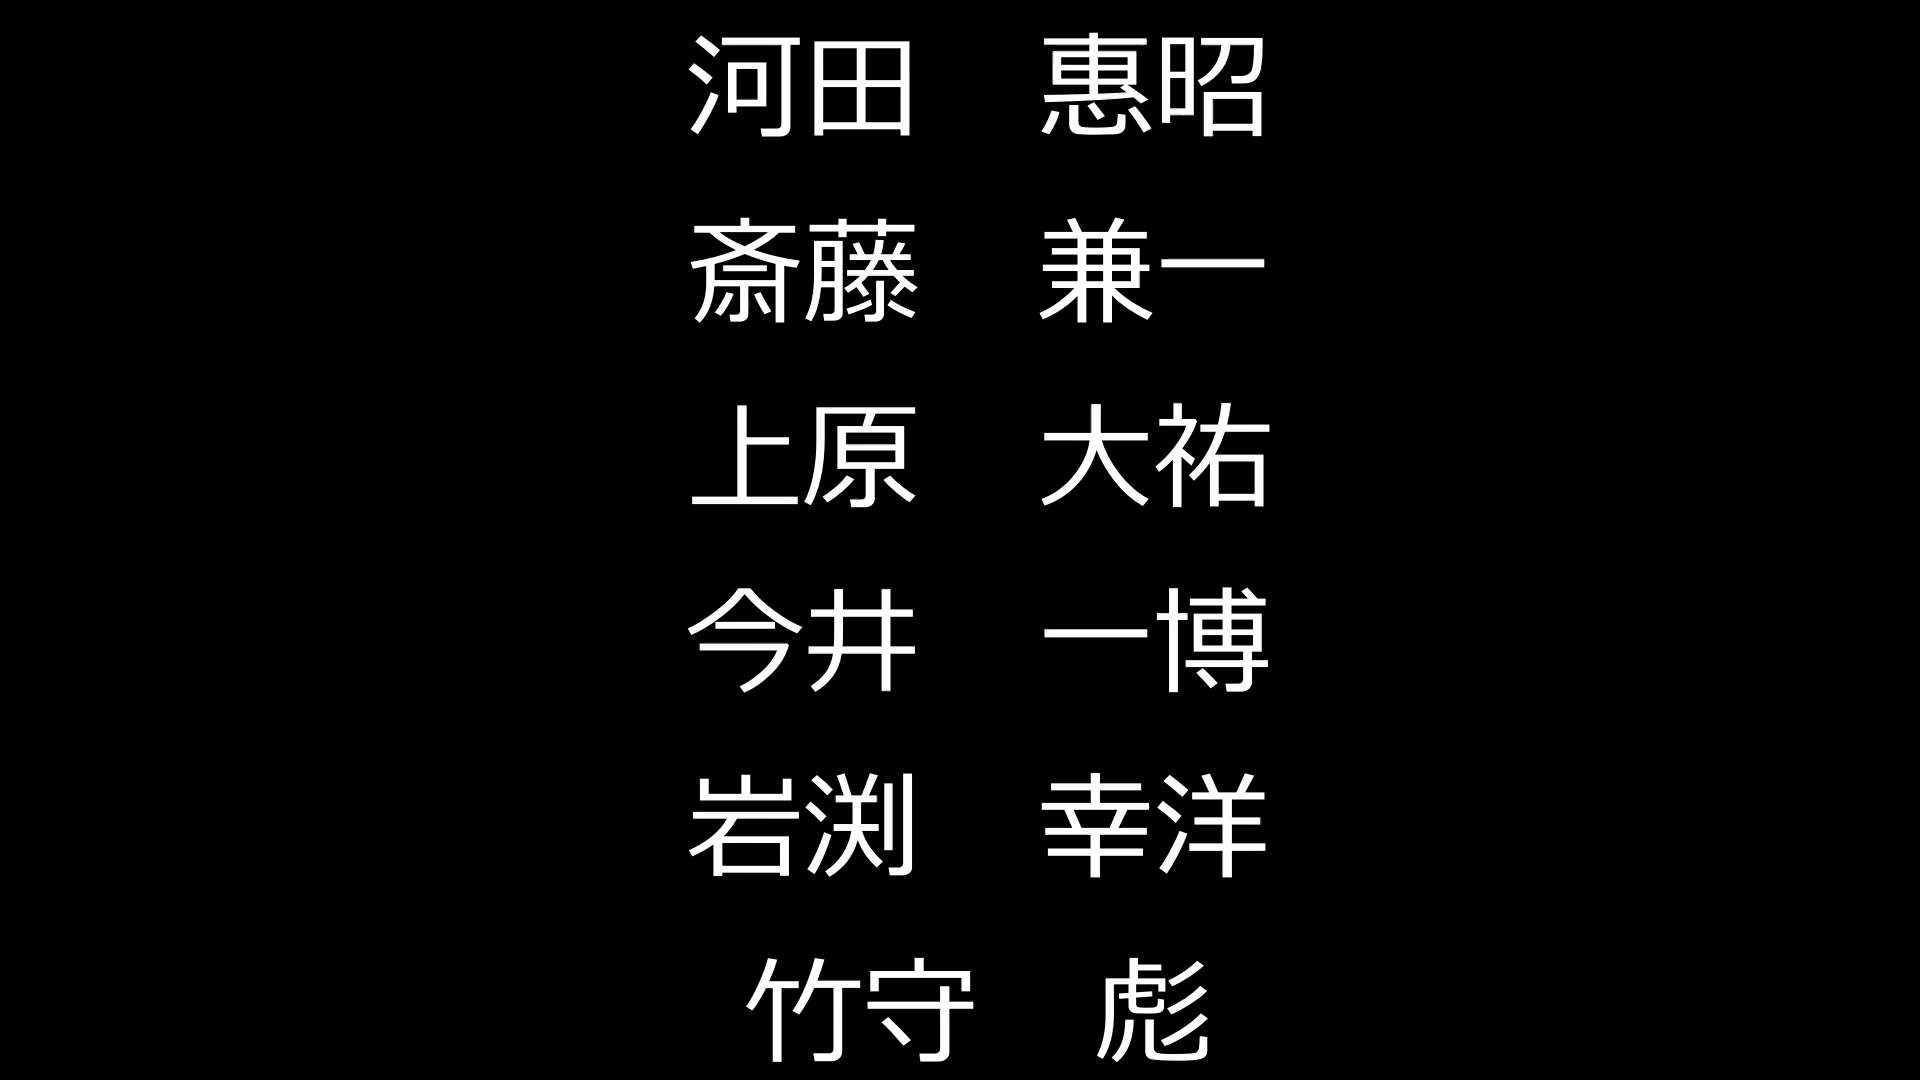 河田　惠昭
斎藤　兼一
上原　大祐
今井　一博
岩渕　幸洋
竹守　彪